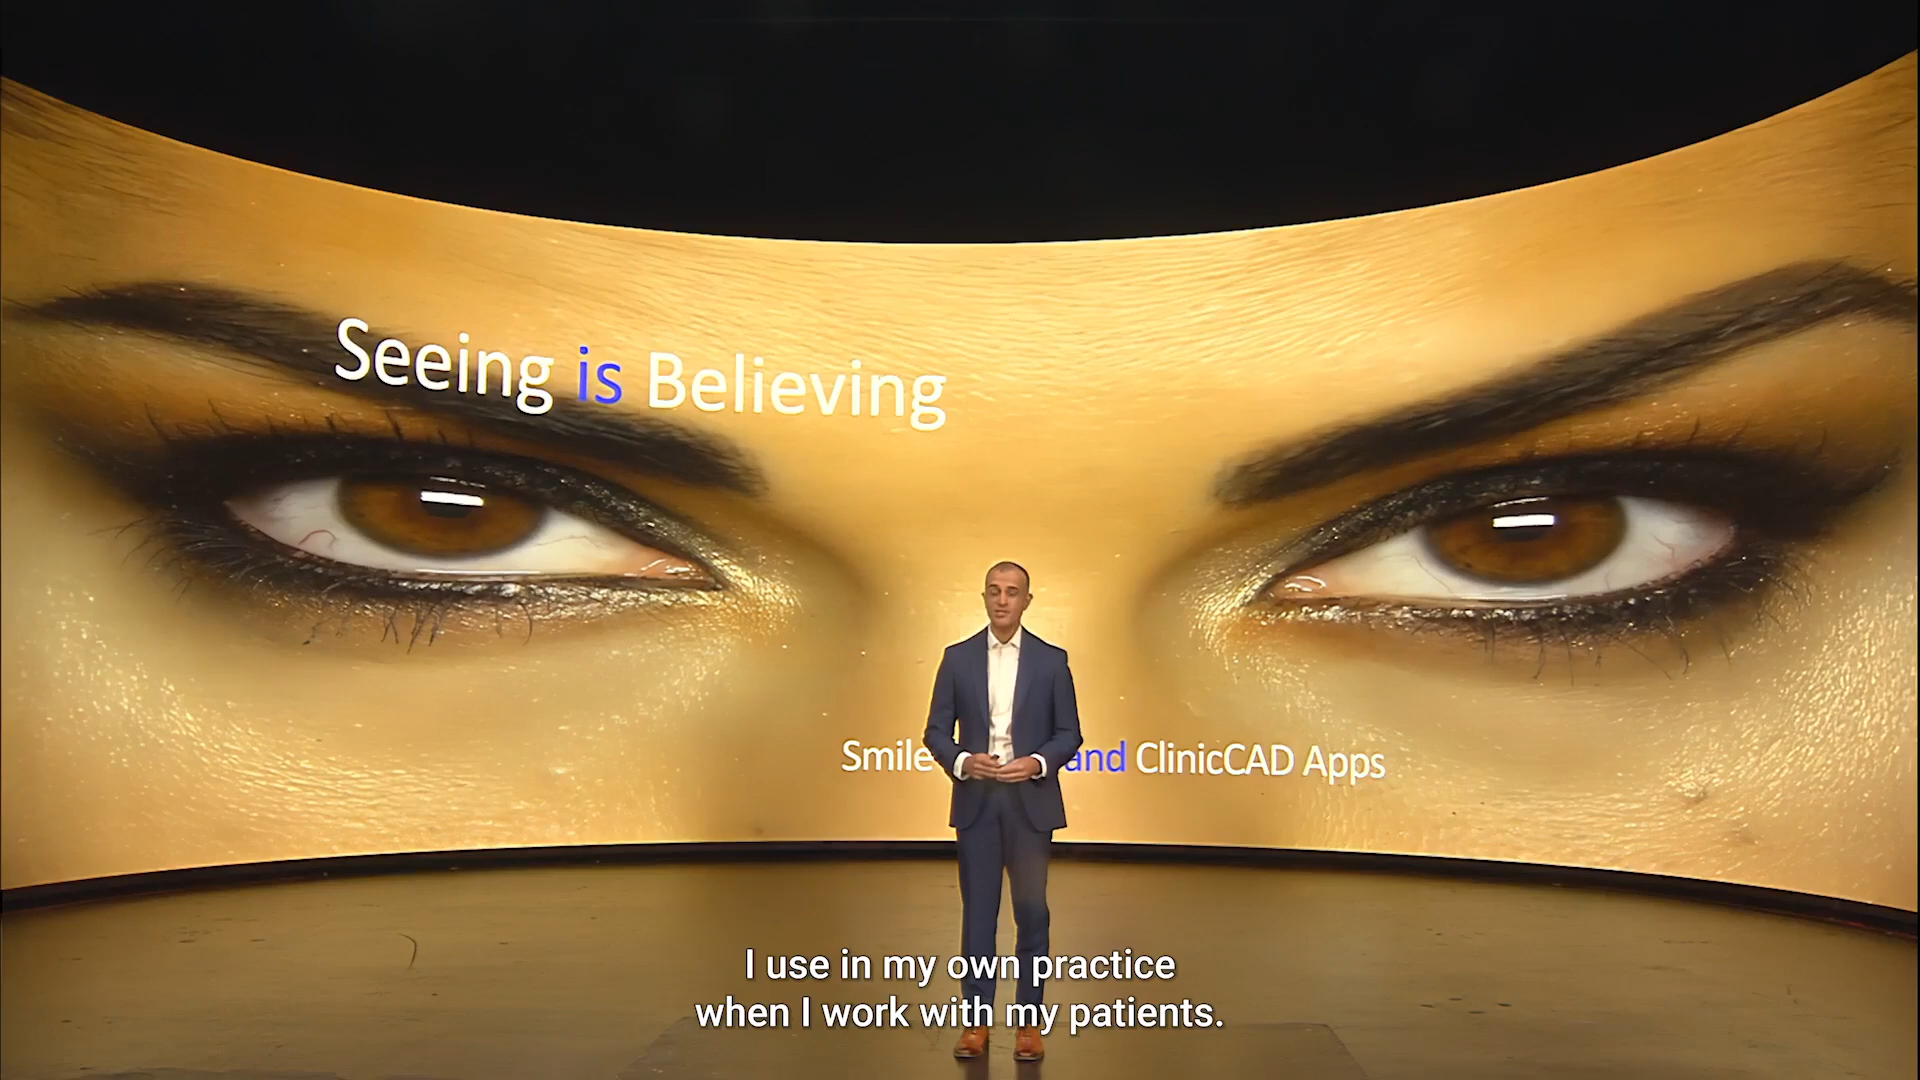 Seeing is Believing
Smile and ClinicCAD Apps
I use in my own practice
when I work with my patients.